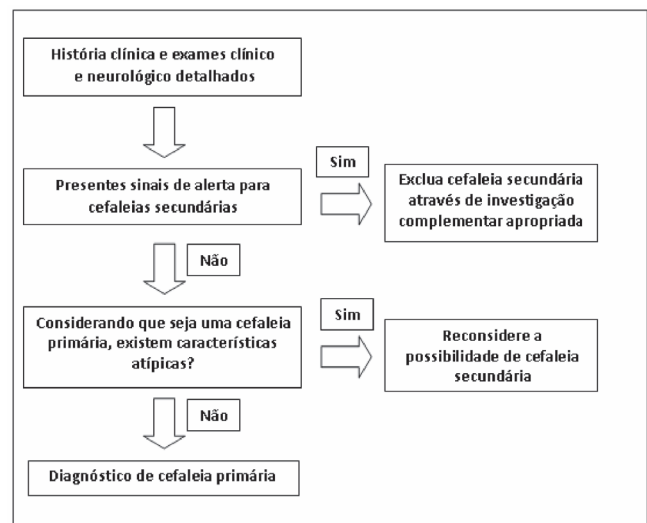 História clínica e exames clínico
e neurológico detalhados
Sim
Presentes sinais de alerta para
cefaleias secundárias
Exclua cefaleia secundária
através de investigação
complementar apropriada
Não
Considerando que seja uma cefaleia
primária, existem características
atípicas?
Sim
Reconsidere a
possibilidade de cefaleia
secundária
Não
Diagnóstico de cefaleia primária